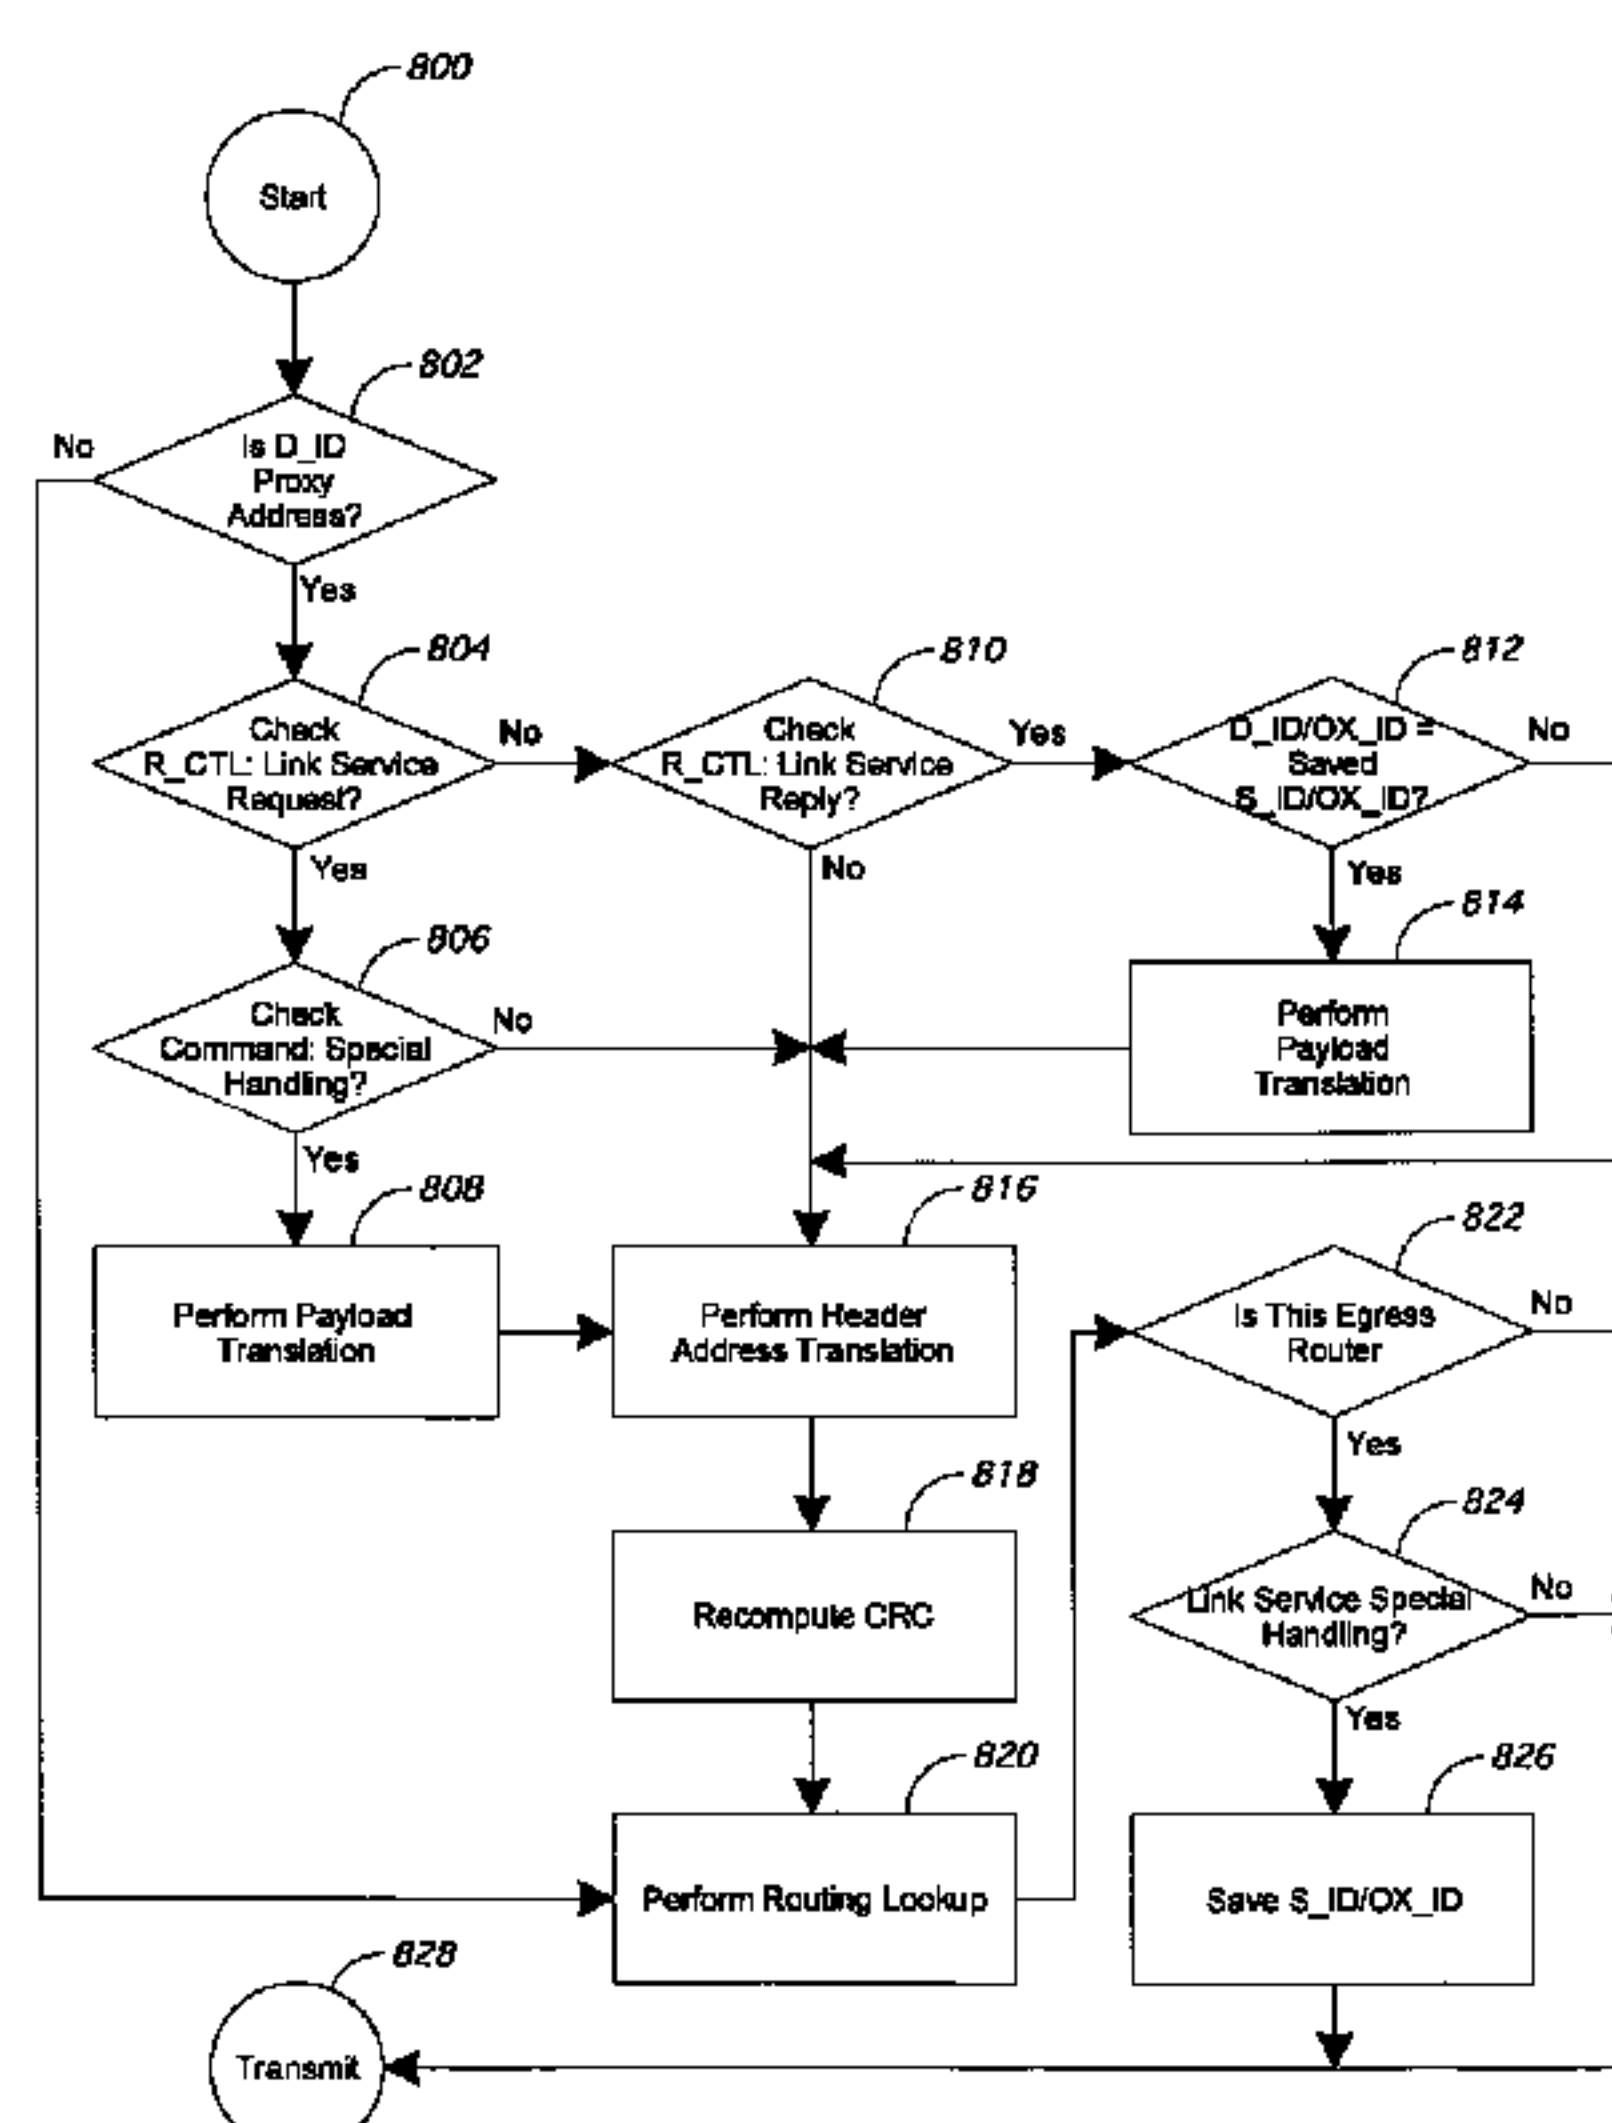 800
Start
802
No
Is D_ID
Proxy
Address?
Yes
804
Check
R_CTL: Link Service
Request?
No
Yes
810
Check
R_CTL: Link Service
Reply?
Yes
No
812
D_ID/OX_ID =
Saved
S_ID/OX_ID?
No
Yes
806
Check
Command: Special
Handling?
No
Yes
814
Perform
Payload
Translation
808
Perform Payload
Translation
816
Perform Header
Address Translation
822
Is This Egress
Router
No
Yes
818
Recompute CRC
824
Link Service Special
Handling?
No
Yes
820
Perform Routing Lookup
826
Save S_ID/OX_ID
828
Transmit